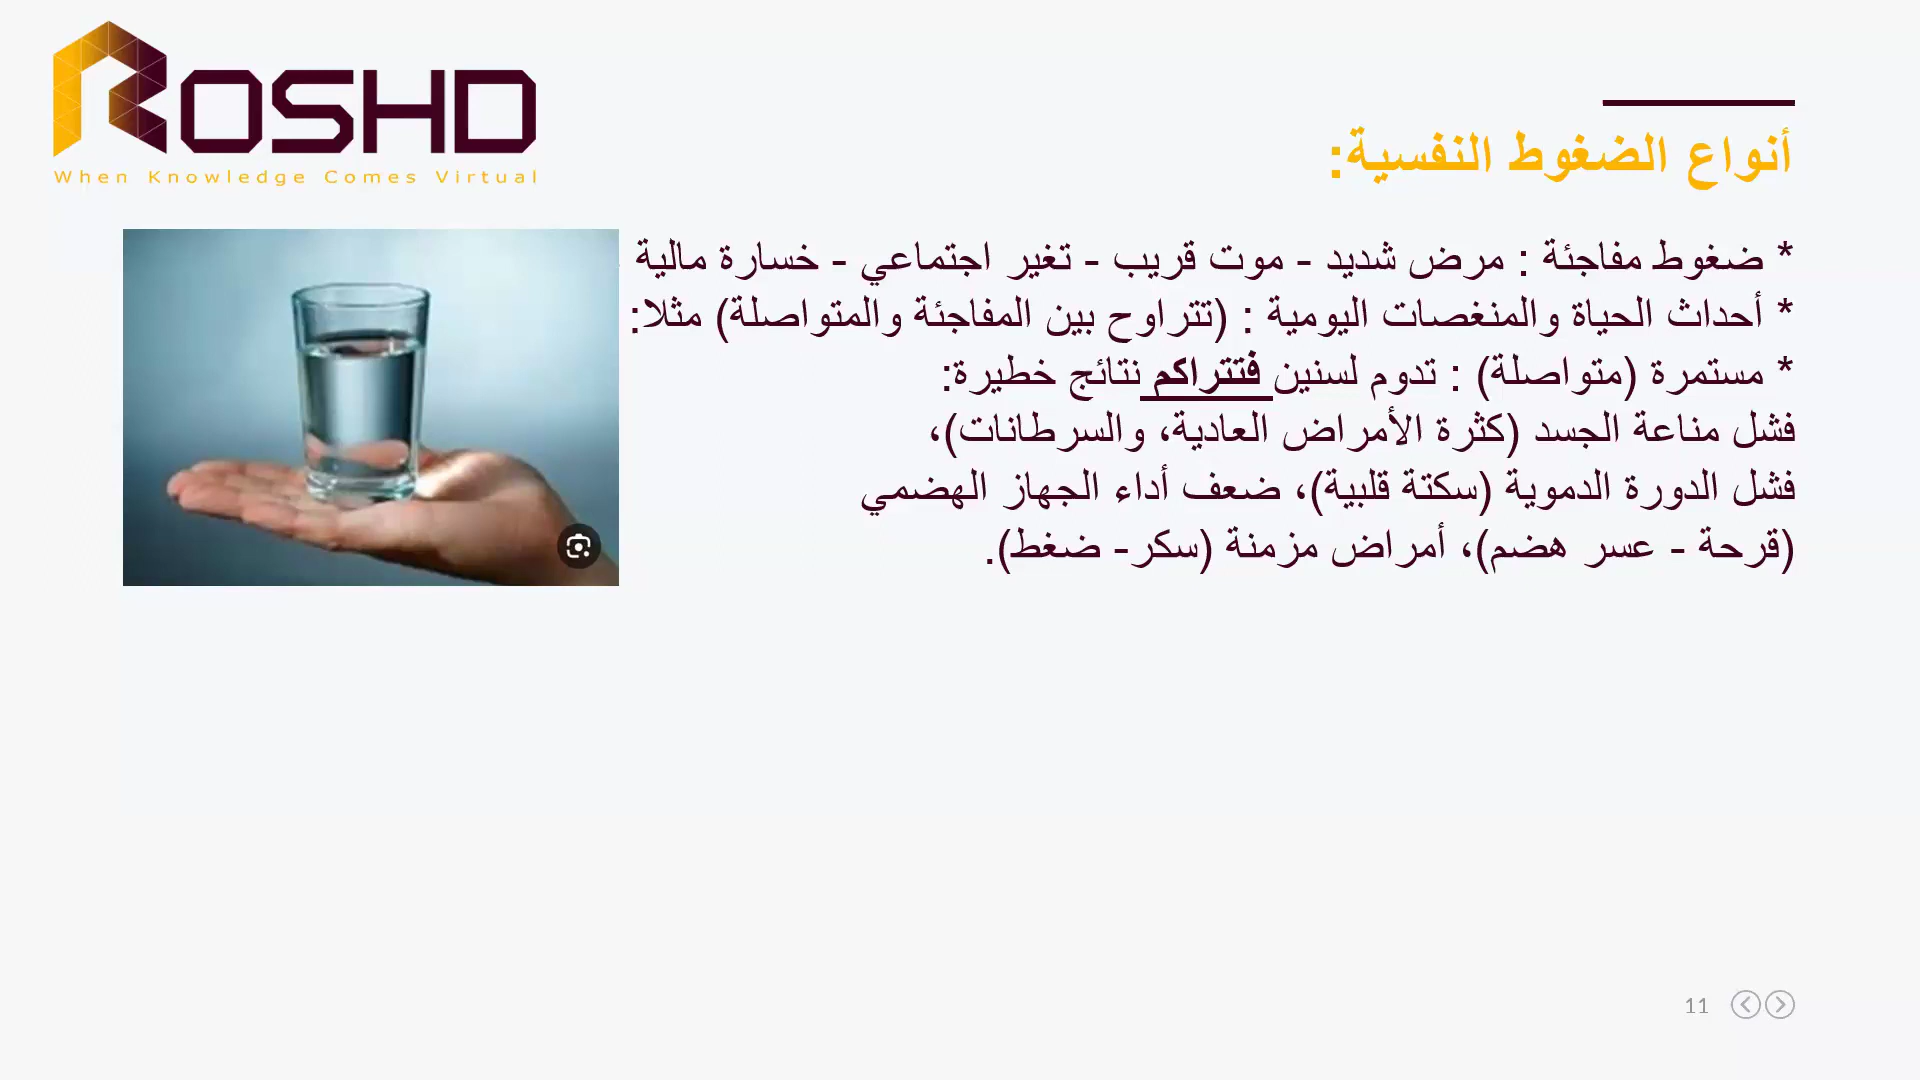 ROSHD
When Knowledge Comes Virtual
أنواع الضغوط النفسية:
* ضغوط مفاجئة : مرض شديد - موت قريب - تغير اجتماعي - خسارة مالية
* أحداث الحياة والمنغصات اليومية : (تتراوح بين المفاجئة والمتواصلة) مثلا:
* مستمرة (متواصلة) : تدوم لسنين فتتراكم نتائج خطيرة:
فشل مناعة الجسد (كثرة الأمراض العادية، والسرطانات)،
فشل الدورة الدموية (سكتة قلبية)، ضعف أداء الجهاز الهضمي
(قرحة - عسر هضم)، أمراض مزمنة (سكر- ضغط).
11